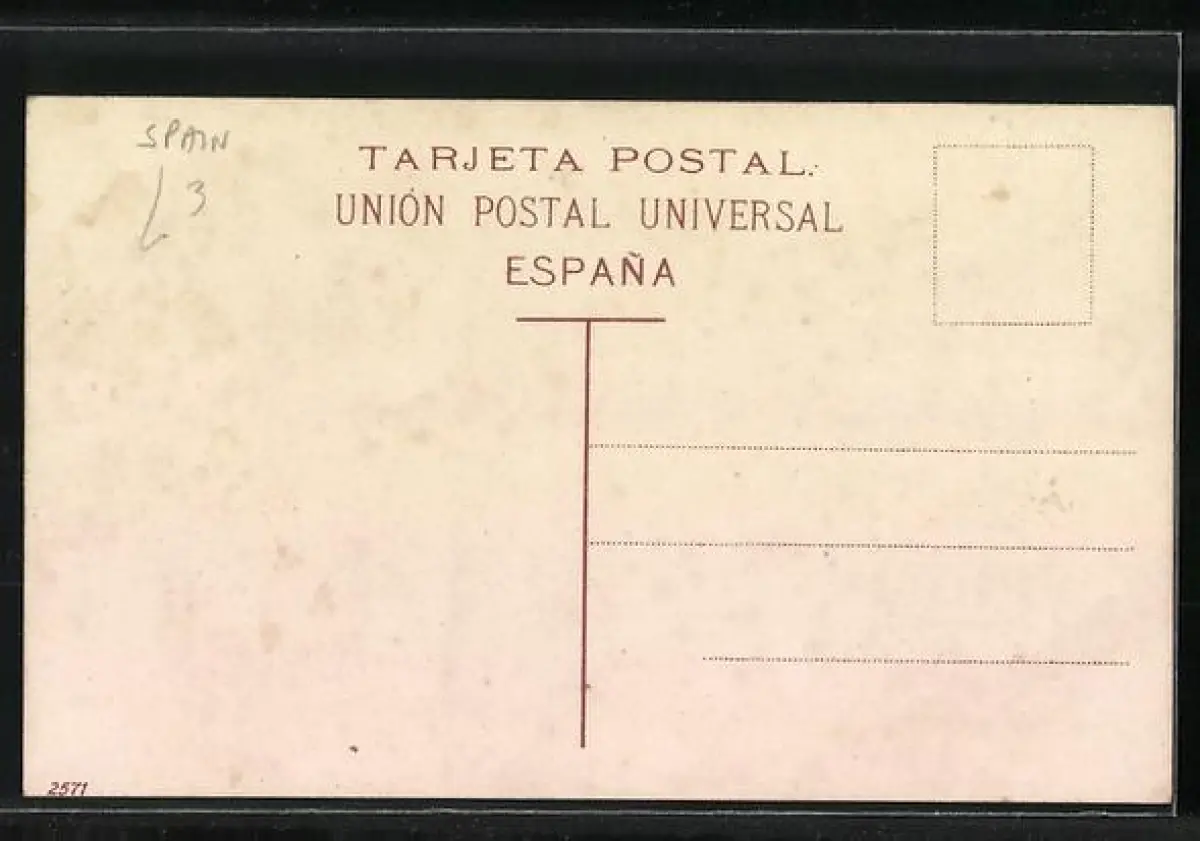 SPAIN
3
TARJETA POSTAL.
UNIÓN POSTAL UNIVERSAL
ESPAÑA
2571